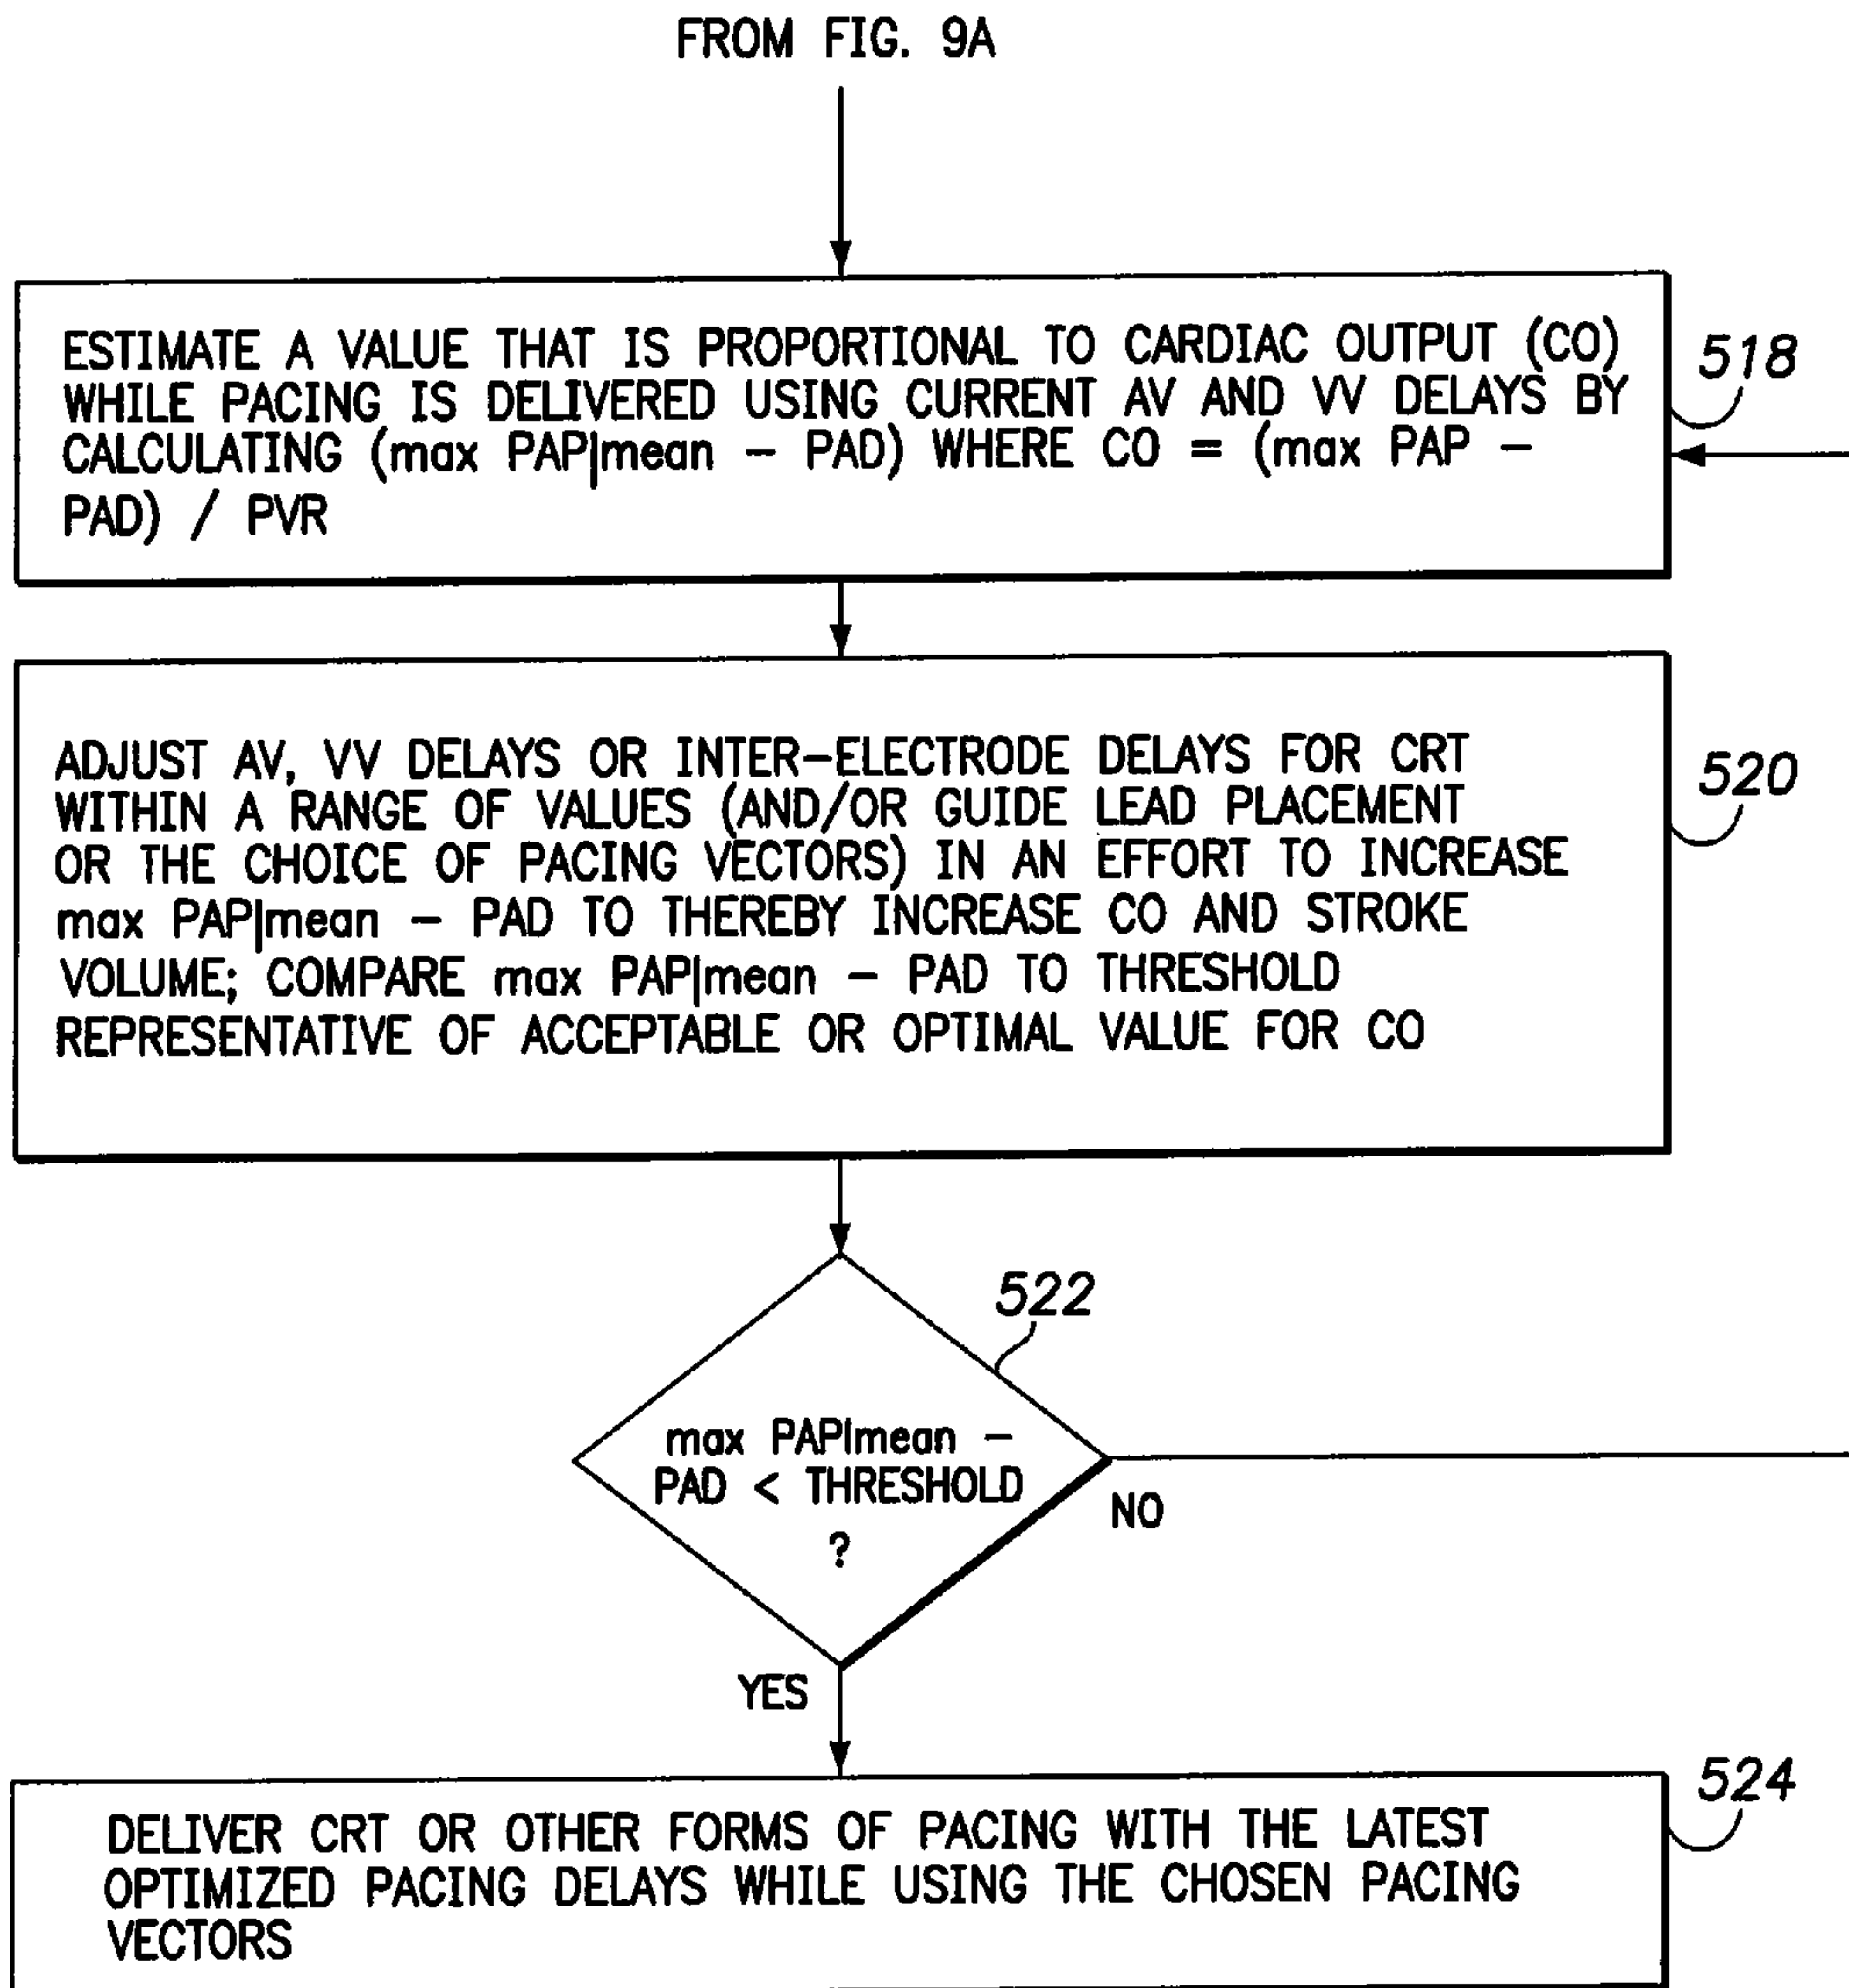 FROM FIG. 9A
ESTIMATE A VALUE THAT IS PROPORTIONAL TO CARDIAC OUTPUT (CO)
WHILE PACING IS DELIVERED USING CURRENT AV AND VV DELAYS BY
CALCULATING (max PAP|mean – PAD) WHERE CO = (max PAP –
PAD) / PVR
518
ADJUST AV, VV DELAYS OR INTER–ELECTRODE DELAYS FOR CRT
WITHIN A RANGE OF VALUES (AND/OR GUIDE LEAD PLACEMENT
OR THE CHOICE OF PACING VECTORS) IN AN EFFORT TO INCREASE
max PAP|mean – PAD TO THEREBY INCREASE CO AND STROKE
VOLUME; COMPARE max PAP|mean – PAD TO THRESHOLD
REPRESENTATIVE OF ACCEPTABLE OR OPTIMAL VALUE FOR CO
520
522
max PAP|mean –
PAD < THRESHOLD
?
NO
YES
524
DELIVER CRT OR OTHER FORMS OF PACING WITH THE LATEST
OPTIMIZED PACING DELAYS WHILE USING THE CHOSEN PACING
VECTORS